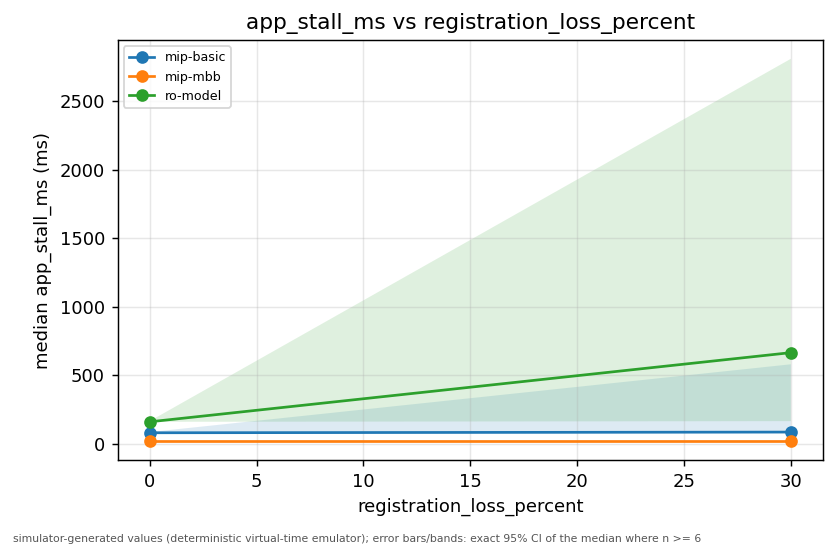 app_stall_ms vs registration_loss_percent
mip-basic
mip-mbb
ro-model
median app_stall_ms (ms)
2500
2000
1500
1000
500
0
0 5 10 15 20 25 30
registration_loss_percent
simulator-generated values (deterministic virtual-time emulator); error bars/bands: exact 95% CI of the median where n >= 6